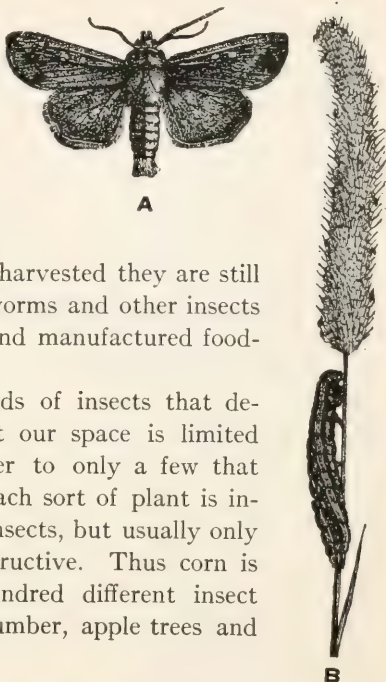 A
harvested they are still
worms and other insects
nd manufactured food-
ds of insects that de-
t our space is limited
er to only a few that
ach sort of plant is in-
nsects, but usually only
ructive. Thus corn is
ndred different insect
umber, apple trees and
B